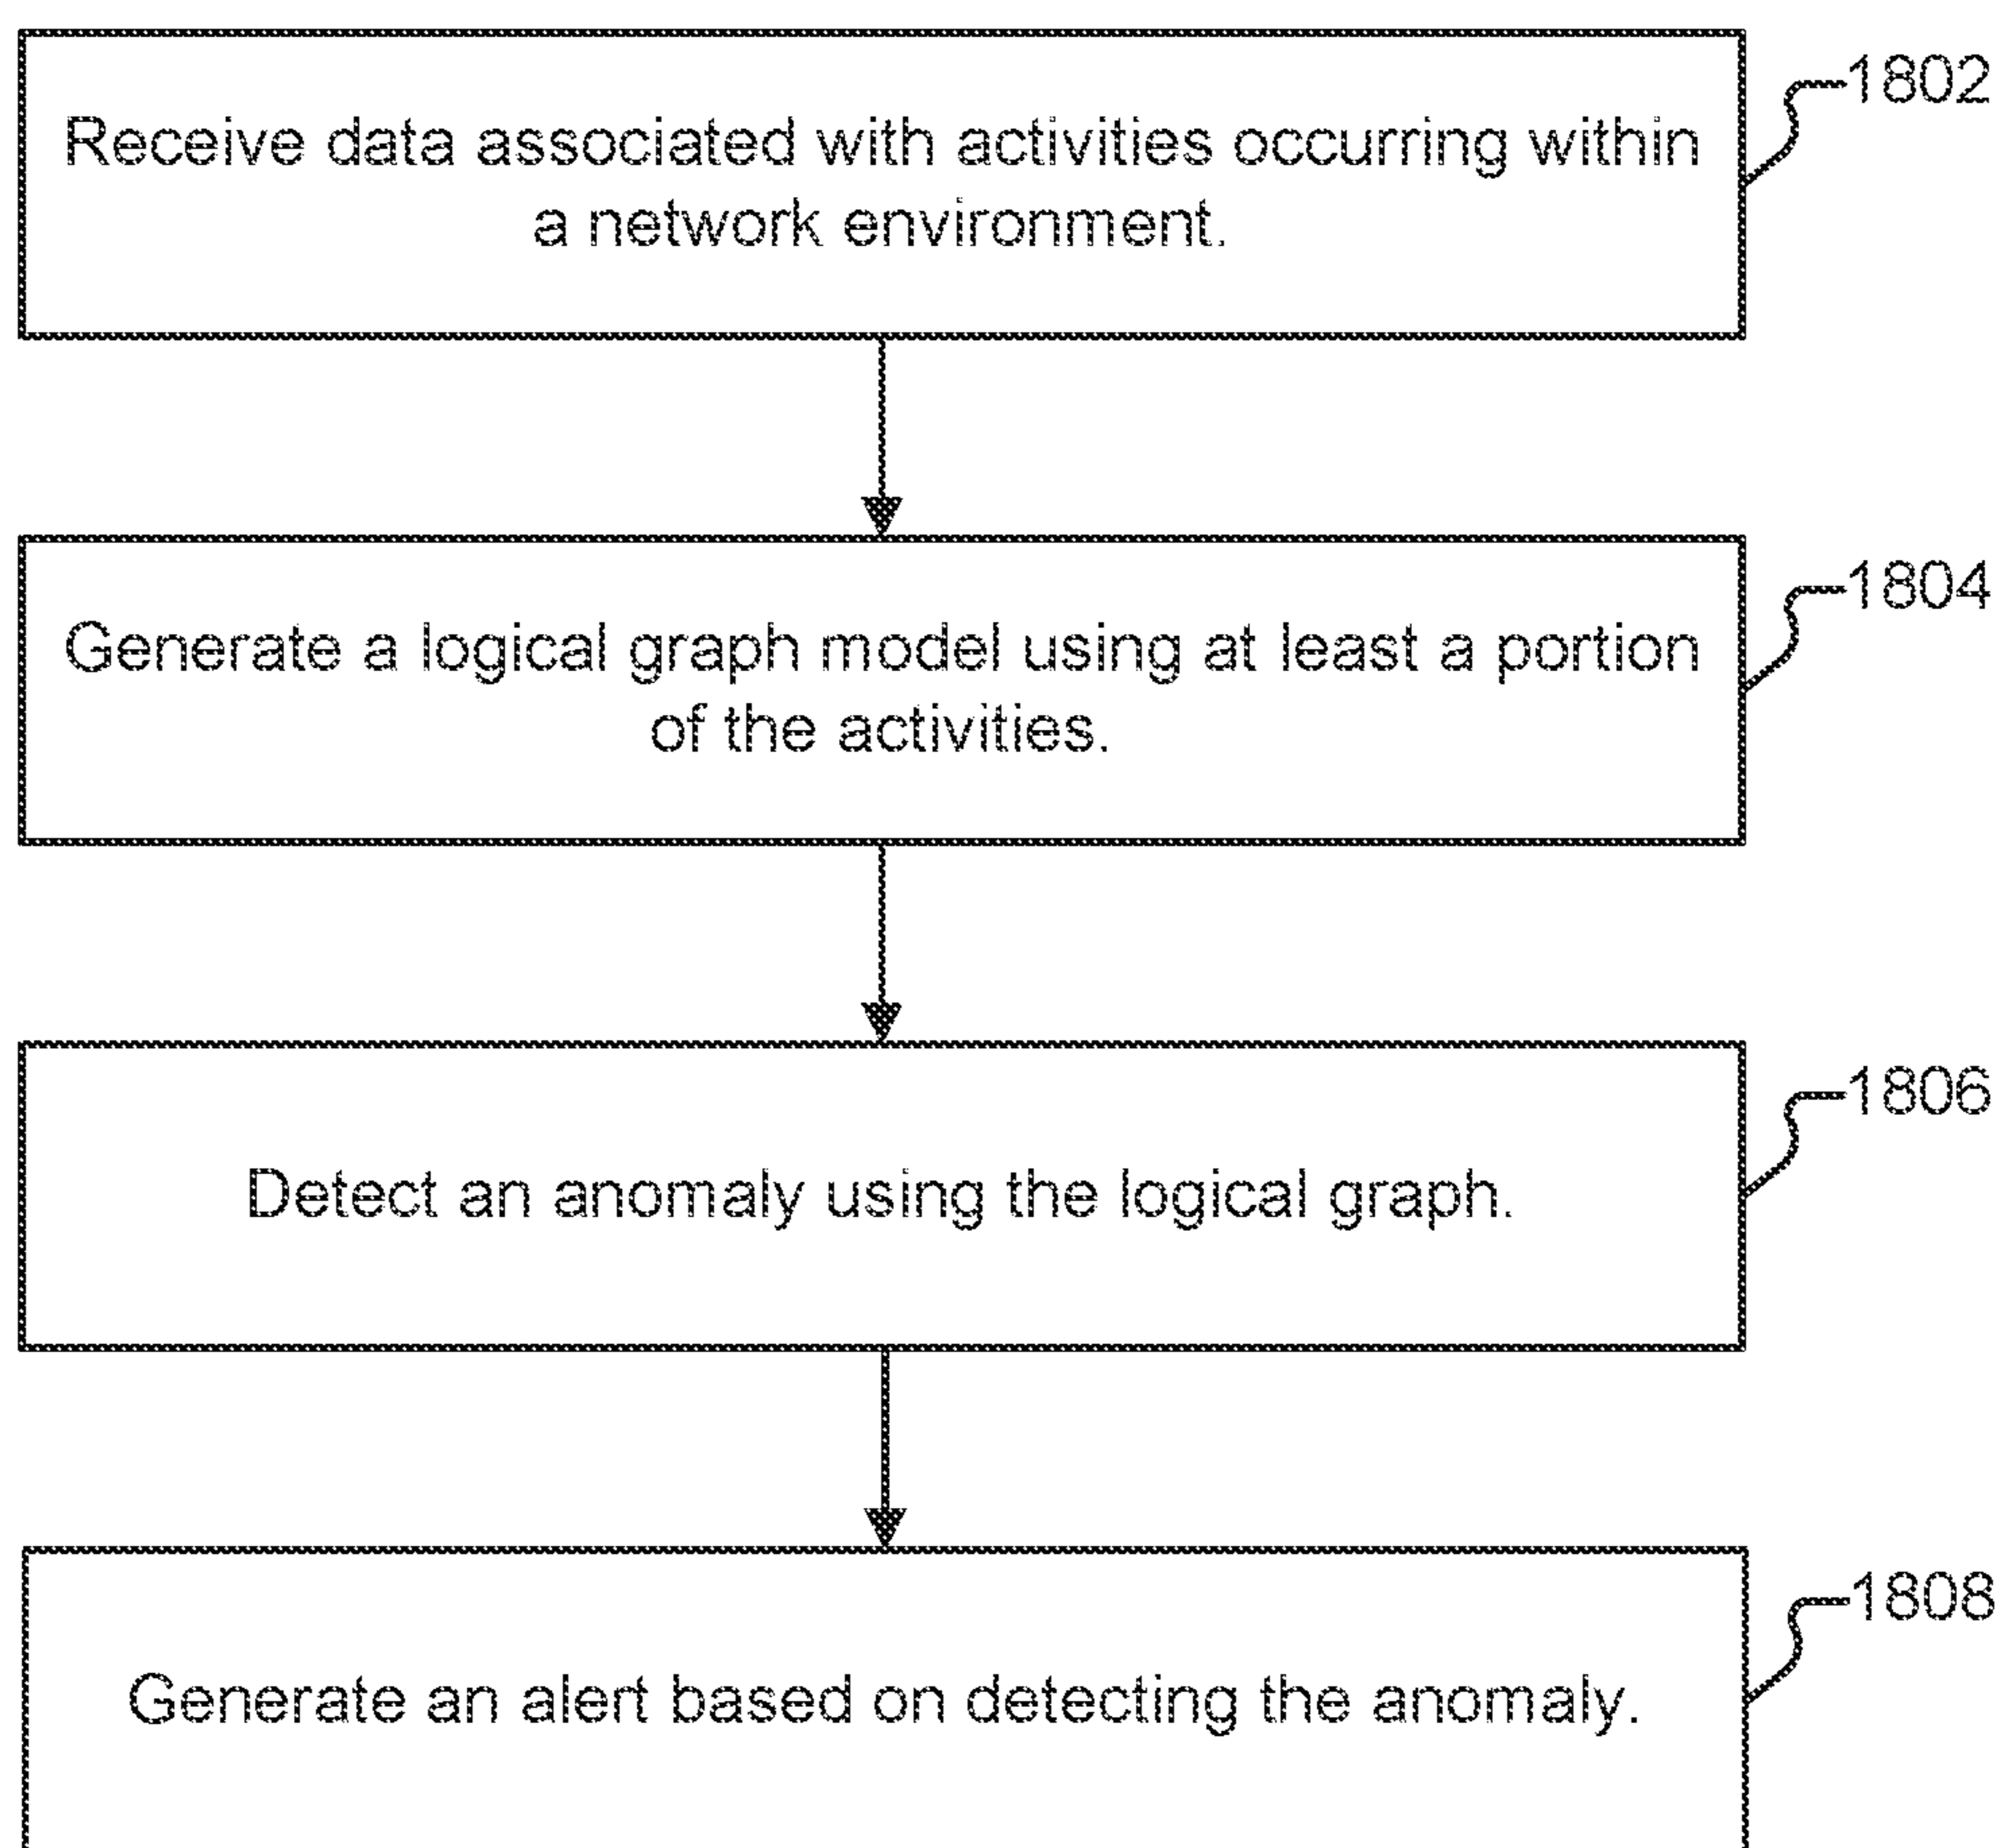 Receive data associated with activities occurring within
a network environment.
1802
Generate a logical graph model using at least a portion
of the activities.
1804
Detect an anomaly using the logical graph.
1806
Generate an alert based on detecting the anomaly.
1808